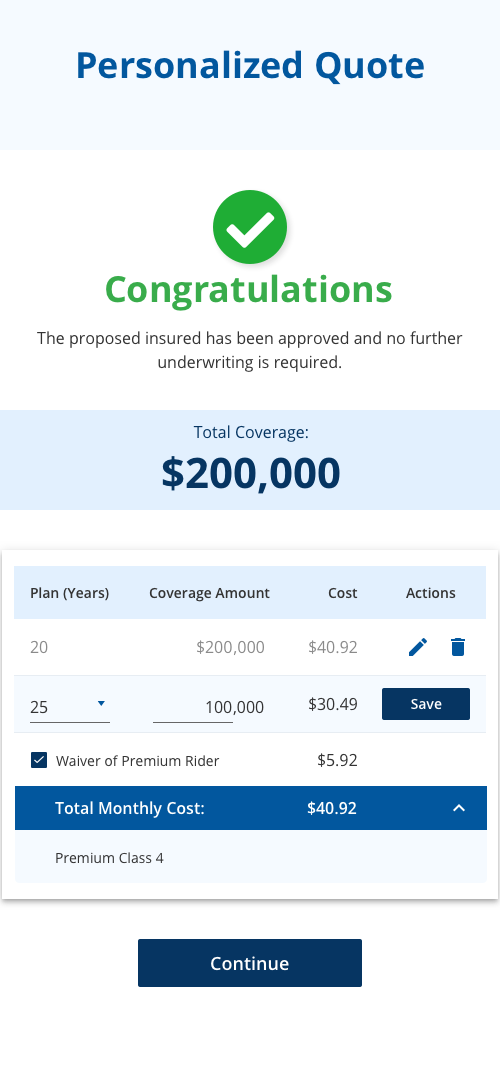 Personalized Quote
Congratulations
The proposed insured has been approved and no further
underwriting is required.
Total Coverage:
$200,000
Plan (Years) Coverage Amount Cost Actions
20 $200,000 $40.92
25 100,000 $30.49 Save
Waiver of Premium Rider $5.92
Total Monthly Cost: $40.92
Premium Class 4
Continue